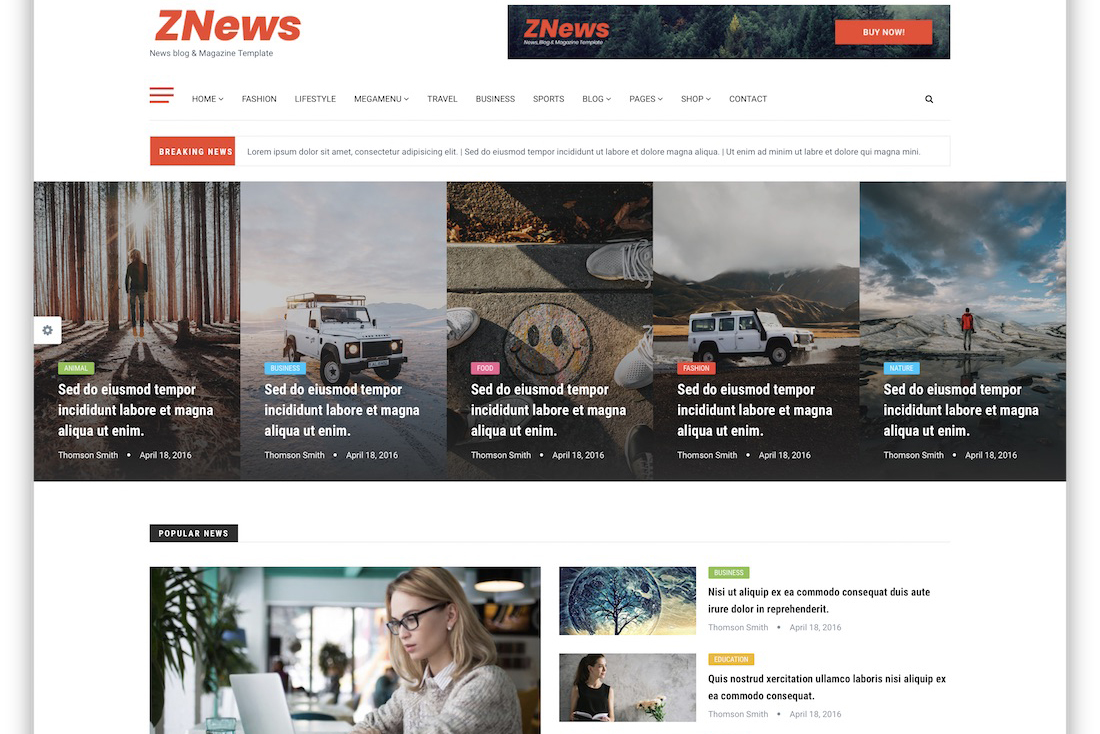 ZNews
News blog & Magazine Template
ZNews
News, Blog & Magazine Template
BUY NOW!
HOME FASHION LIFESTYLE MEGAMENU TRAVEL BUSINESS SPORTS BLOG PAGES SHOP CONTACT
BREAKING NEWS
Lorem ipsum dolor sit amet, consectetur adipisicing elit. | Sed do eiusmod tempor incididunt ut labore et dolore magna aliqua. | Ut enim ad minim ut labre et dolore qui magna mini.
ANIMAL
Sed do eiusmod tempor
incididunt labore et magna
aliqua ut enim.
Thomson Smith • April 18, 2016
BUSINESS
Sed do eiusmod tempor
incididunt labore et magna
aliqua ut enim.
Thomson Smith • April 18, 2016
FOOD
Sed do eiusmod tempor
incididunt labore et magna
aliqua ut enim.
Thomson Smith • April 18, 2016
FASHION
Sed do eiusmod tempor
incididunt labore et magna
aliqua ut enim.
Thomson Smith • April 18, 2016
NATURE
Sed do eiusmod tempor
incididunt labore et magna
aliqua ut enim.
Thomson Smith • April 18, 2016
POPULAR NEWS
BUSINESS
Nisi ut aliquip ex ea commodo consequat duis aute
irure dolor in reprehenderit.
Thomson Smith • April 18, 2016
EDUCATION
Quis nostrud xercitation ullamco laboris nisi aliquip ex
ea commodo consequat.
Thomson Smith • April 18, 2016